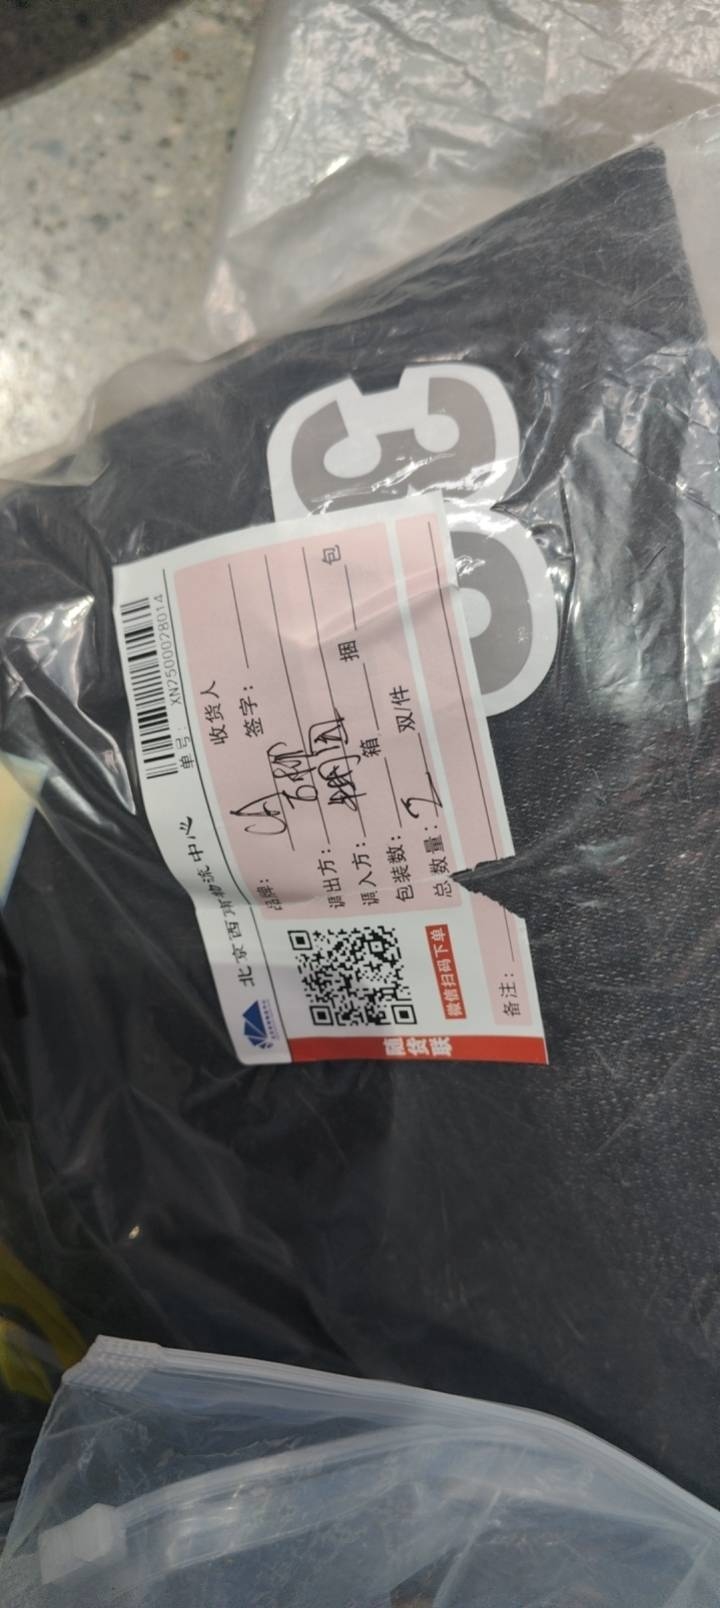 30
北京西南物流中心
单号: XN2500028014
品牌:
收货人
签字:
调出方:
调入方:
包装数: 箱 捆 包
总数量: 2 双/件
微信扫码下单
备注:
随货联